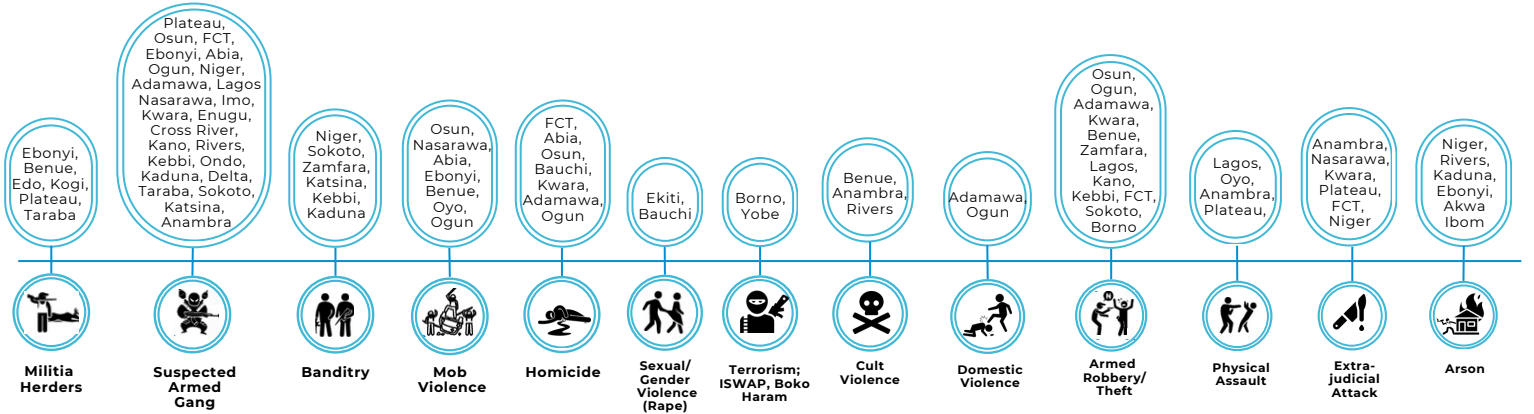 Ebonyi,
Benue,
Edo, Kogi,
Plateau,
Taraba
Militia
Herders
Plateau,
Osun, FCT,
Ebonyi, Abia,
Ogun, Niger,
Adamawa, Lagos
Nasarawa, Imo,
Kwara, Enugu,
Cross River,
Kano, Rivers,
Kebbi, Ondo,
Kaduna, Delta,
Taraba, Sokoto,
Katsina,
Anambra
Suspected
Armed
Gang
Niger,
Sokoto,
Zamfara,
Katsina,
Kebbi,
Kaduna
Banditry
Osun,
Nasarawa,
Abia,
Ebonyi,
Benue,
Oyo,
Ogun
Mob
Violence
FCT,
Abia,
Osun,
Bauchi,
Kwara,
Adamawa,
Ogun
Homicide
Ekiti,
Bauchi
Sexual/
Gender
Violence
(Rape)
Borno,
Yobe
Terrorism;
ISWAP, Boko
Haram
Benue,
Anambra,
Rivers
Cult
Violence
Adamawa,
Ogun
Domestic
Violence
Osun,
Ogun,
Adamawa,
Kwara,
Benue,
Zamfara,
Lagos,
Kano,
Kebbi, FCT,
Sokoto,
Borno
Armed
Robbery/
Theft
Lagos,
Oyo,
Anambra,
Plateau,
Physical
Assault
Anambra,
Nasarawa,
Kwara,
Plateau,
FCT,
Niger
Extra-
judicial
Attack
Niger,
Rivers,
Kaduna,
Ebonyi,
Akwa
Ibom
Arson